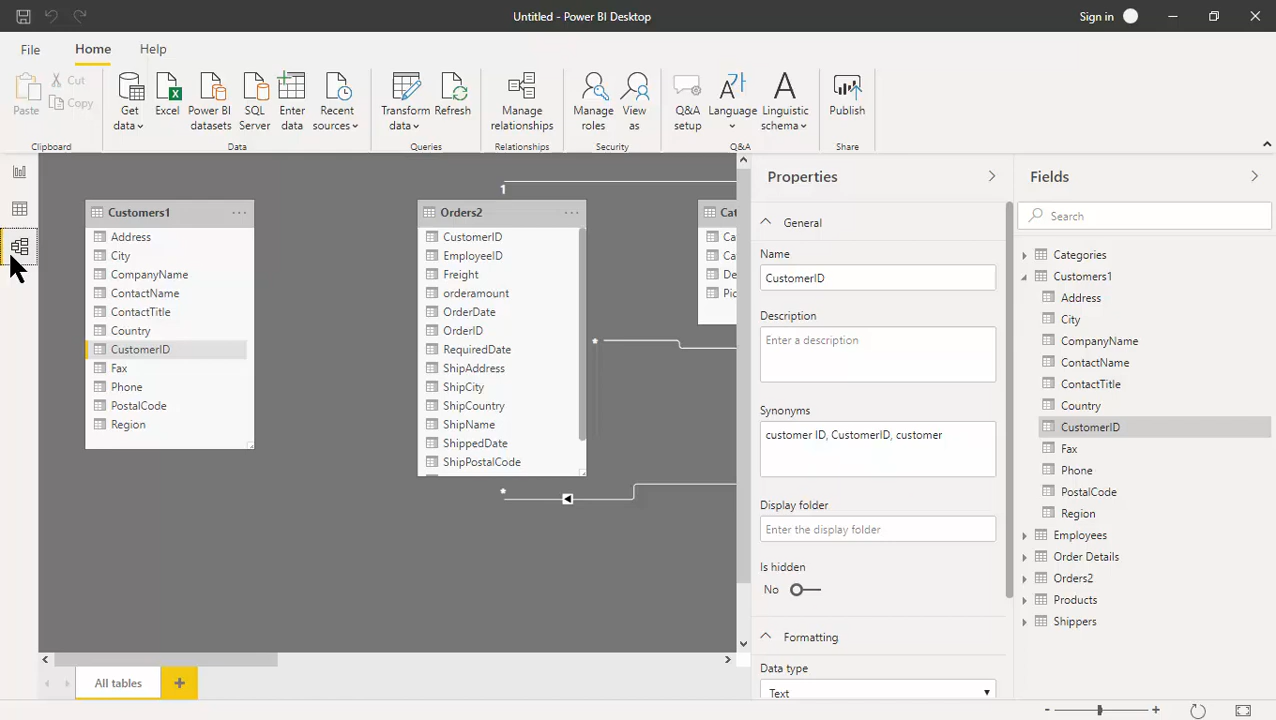 Untitled - Power BI Desktop
Sign in
File
Home
Help
Paste
Cut
Copy
Clipboard
Get data
Excel
Power BI datasets
SQL Server
Enter data
Recent sources
Data
Transform data
Refresh
Queries
Manage relationships
Relationships
Manage roles
View as
Security
Q&A setup
Language
Linguistic schema
Q&A
Publish
Share
Customers1
Address
City
CompanyName
ContactName
ContactTitle
Country
CustomerID
Fax
Phone
PostalCode
Region
1
Orders2
CustomerID
EmployeeID
Freight
orderamount
OrderDate
OrderID
RequiredDate
ShipAddress
ShipCity
ShipCountry
ShipName
ShippedDate
ShipPostalCode
*
*
Cat
Ca
Ca
De
Pic
Properties
General
Name
CustomerID
Description
Enter a description
Synonyms
customer ID, CustomerID, customer
Display folder
Enter the display folder
Is hidden
No
Formatting
Data type
Text
Fields
Search
Categories
Customers1
Address
City
CompanyName
ContactName
ContactTitle
Country
CustomerID
Fax
Phone
PostalCode
Region
Employees
Order Details
Orders2
Products
Shippers
All tables